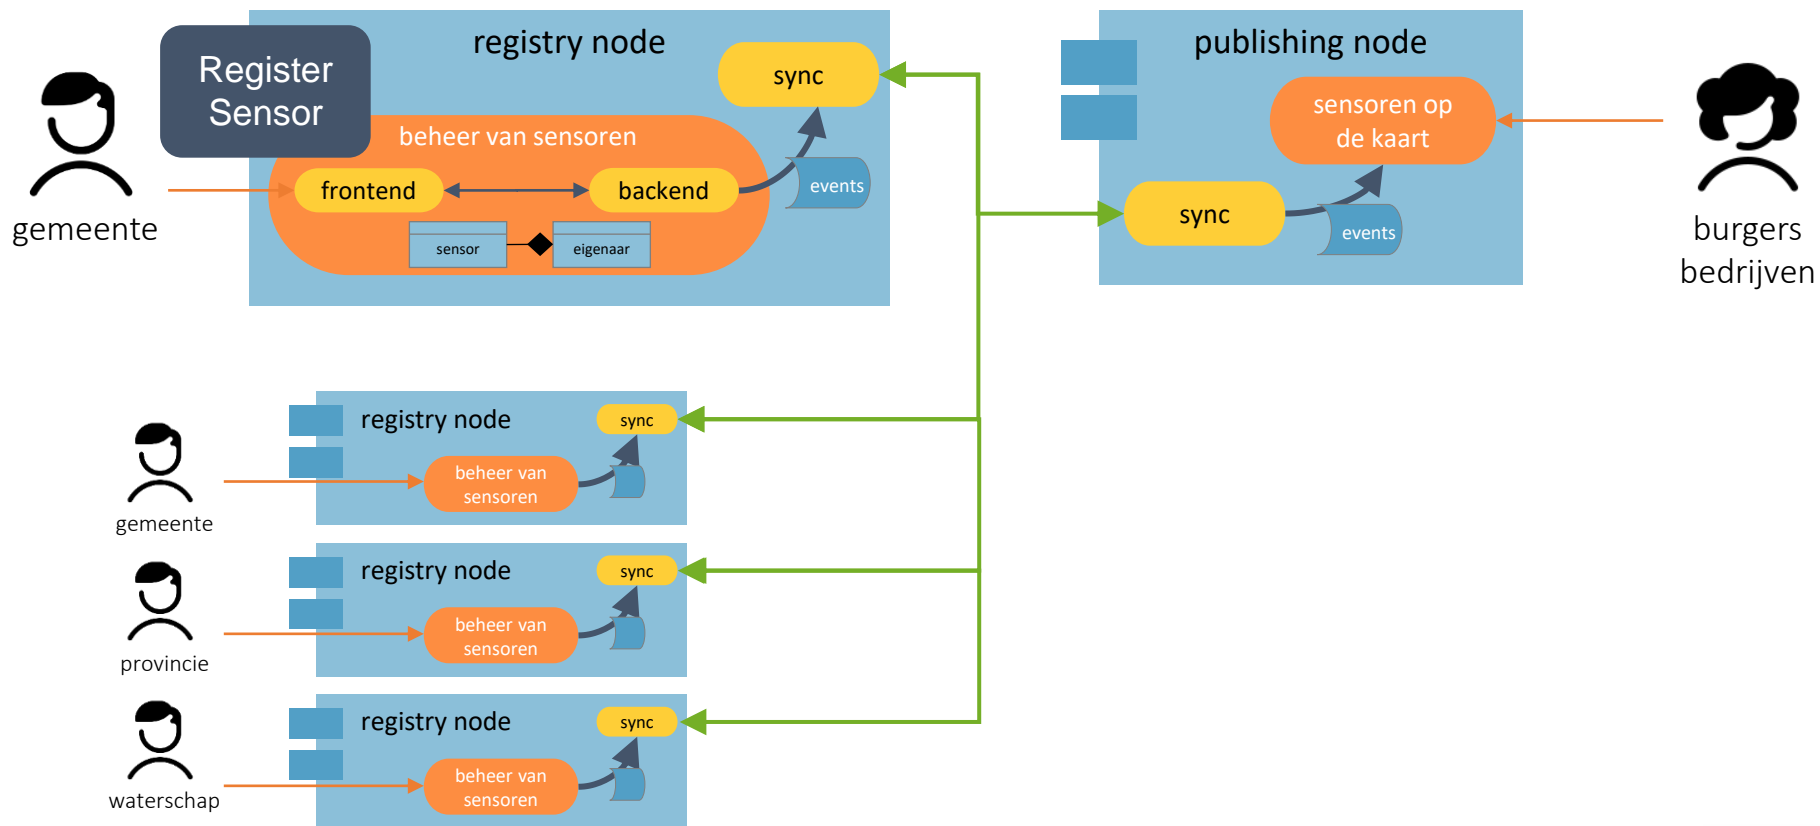 Register
Sensor
registry node
sync
beheer van sensoren
frontend
backend
events
sensor
eigenaar
gemeente
publishing node
sensoren op
de kaart
sync
events
burgers
bedrijven
registry node
sync
beheer van
sensoren
gemeente
registry node
sync
beheer van
sensoren
provincie
registry node
sync
beheer van
sensoren
waterschap